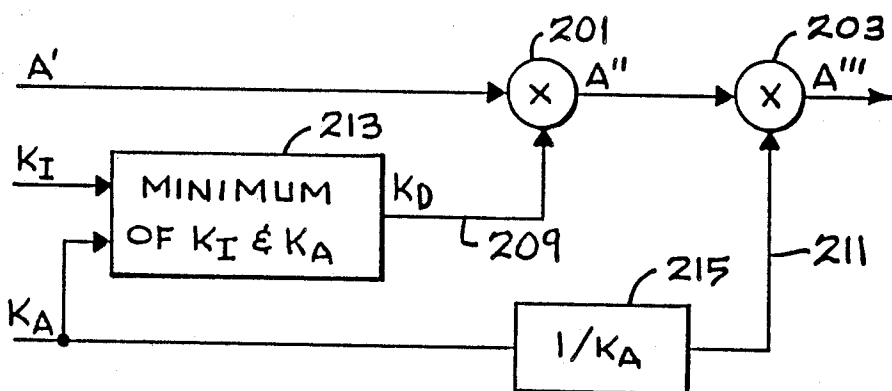 201
203
A'
A"
A'''
213
K_I
MINIMUM
OF K_I & K_A
K_D
209
211
K_A
215
1/K_A
X
X